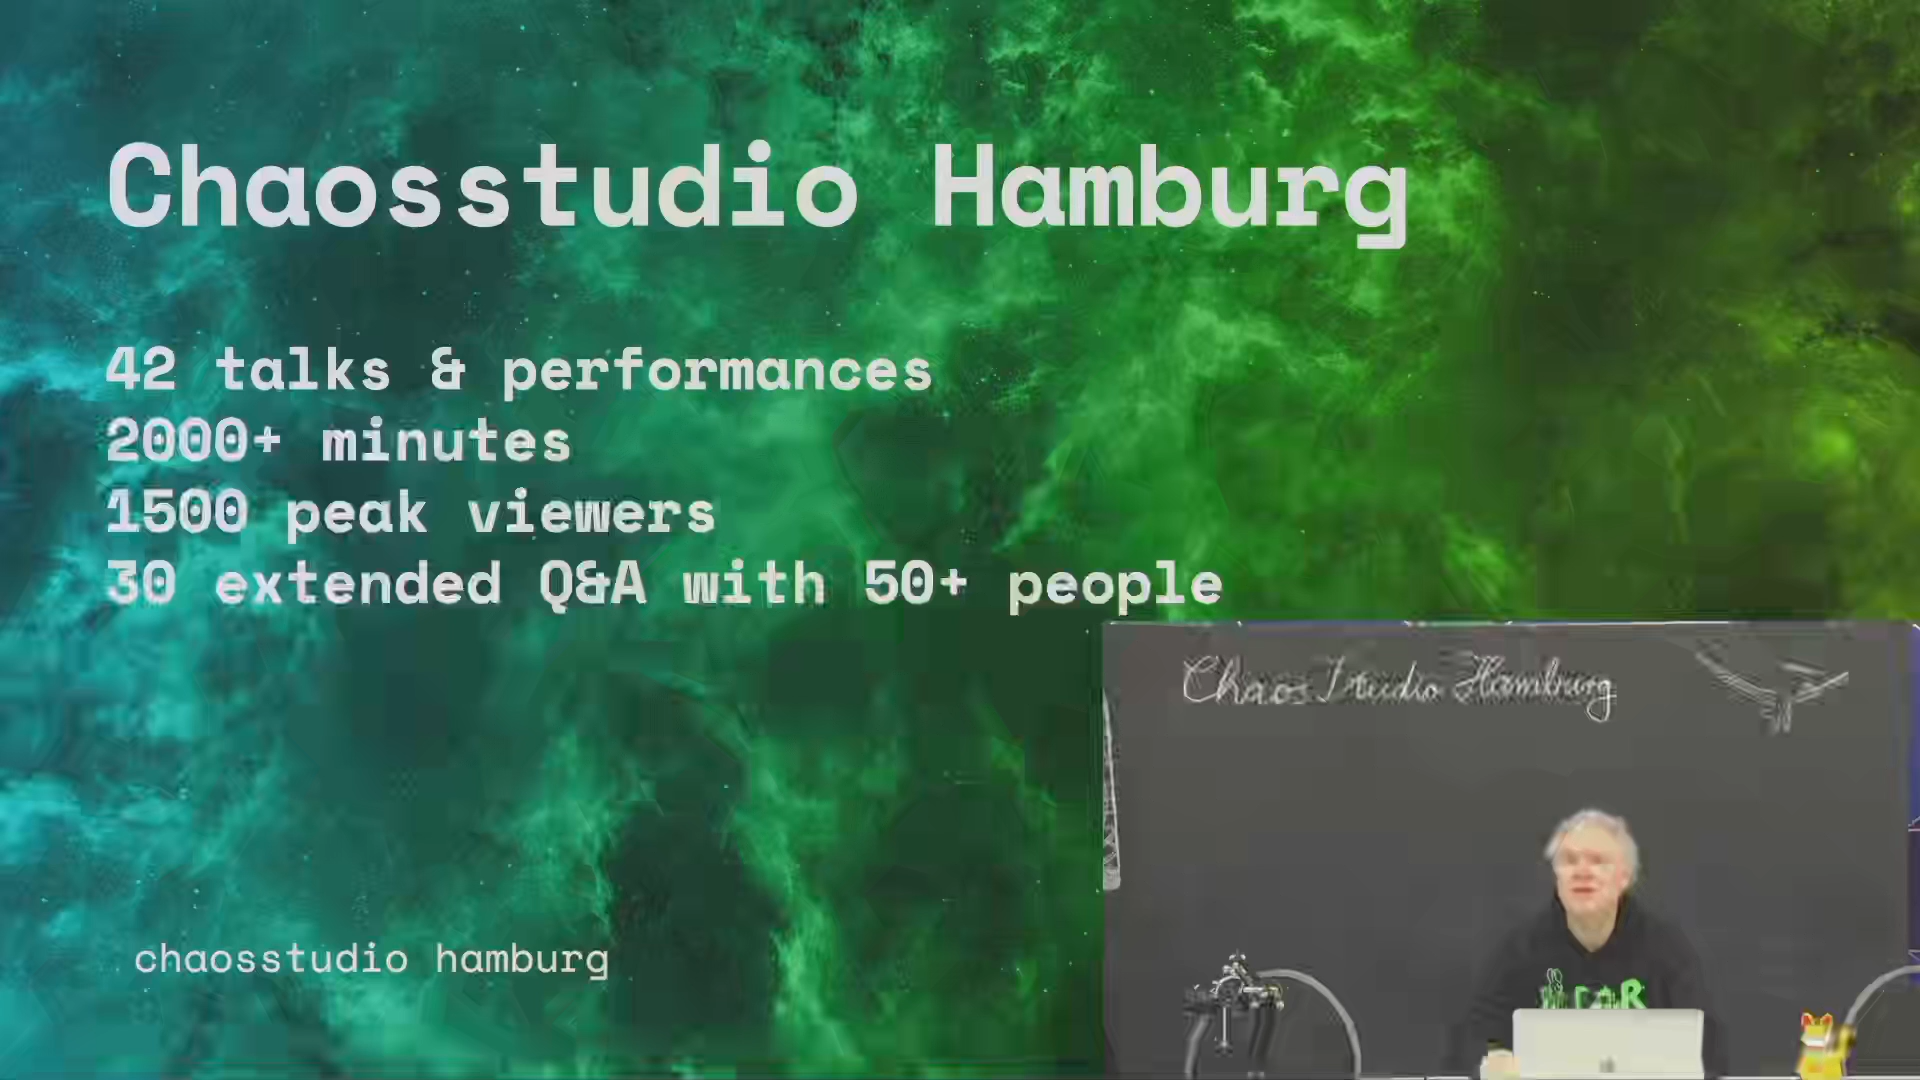 Chaosstudio Hamburg
42 talks & performances
2000+ minutes
1500 peak viewers
30 extended Q&A with 50+ people
Chaos Studio Hamburg
chaosstudio hamburg